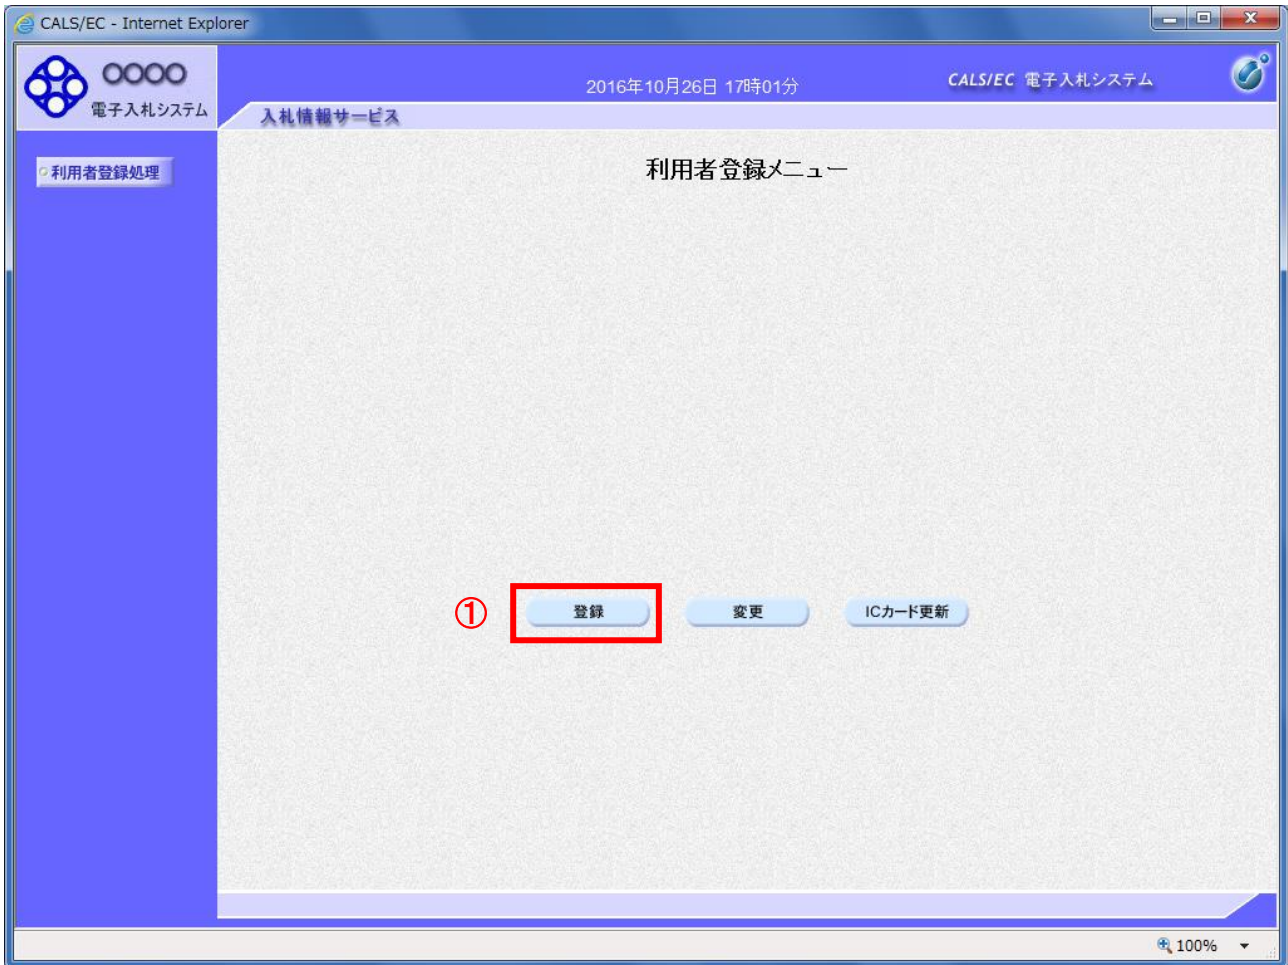 CALS/EC - Internet Explorer
〇〇〇〇
電子入札システム
2016年10月26日 17時01分
CALS/EC 電子入札システム
入札情報サービス
利用者登録処理
利用者登録メニュー
① 登録 変更 ICカード更新
100%